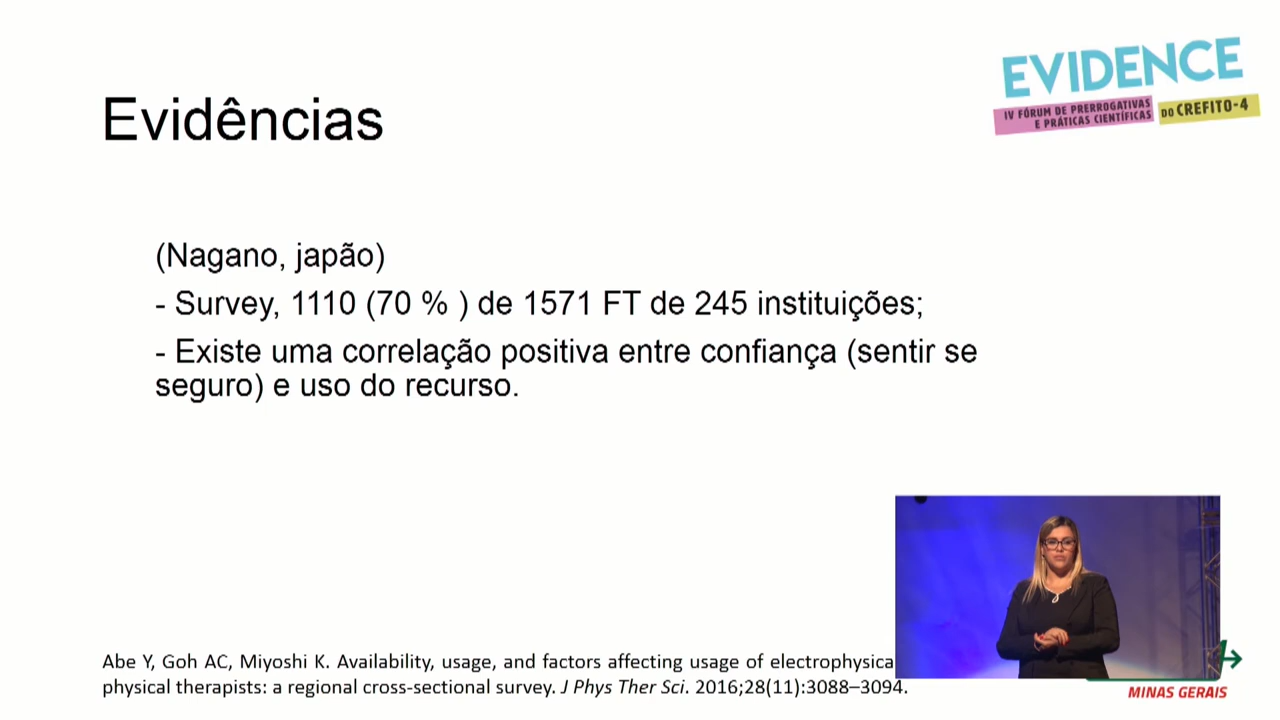 EVIDENCE
IV FÓRUM DE PRERROGATIVAS
E PRÁTICAS CIENTÍFICAS
DO CREFITO-4
Evidências
(Nagano, japão)
- Survey, 1110 (70 % ) de 1571 FT de 245 instituições;
- Existe uma correlação positiva entre confiança (sentir se
seguro) e uso do recurso.
Abe Y, Goh AC, Miyoshi K. Availability, usage, and factors affecting usage of electrophysica
physical therapists: a regional cross-sectional survey. J Phys Ther Sci. 2016;28(11):3088–3094.
MINAS GERAIS